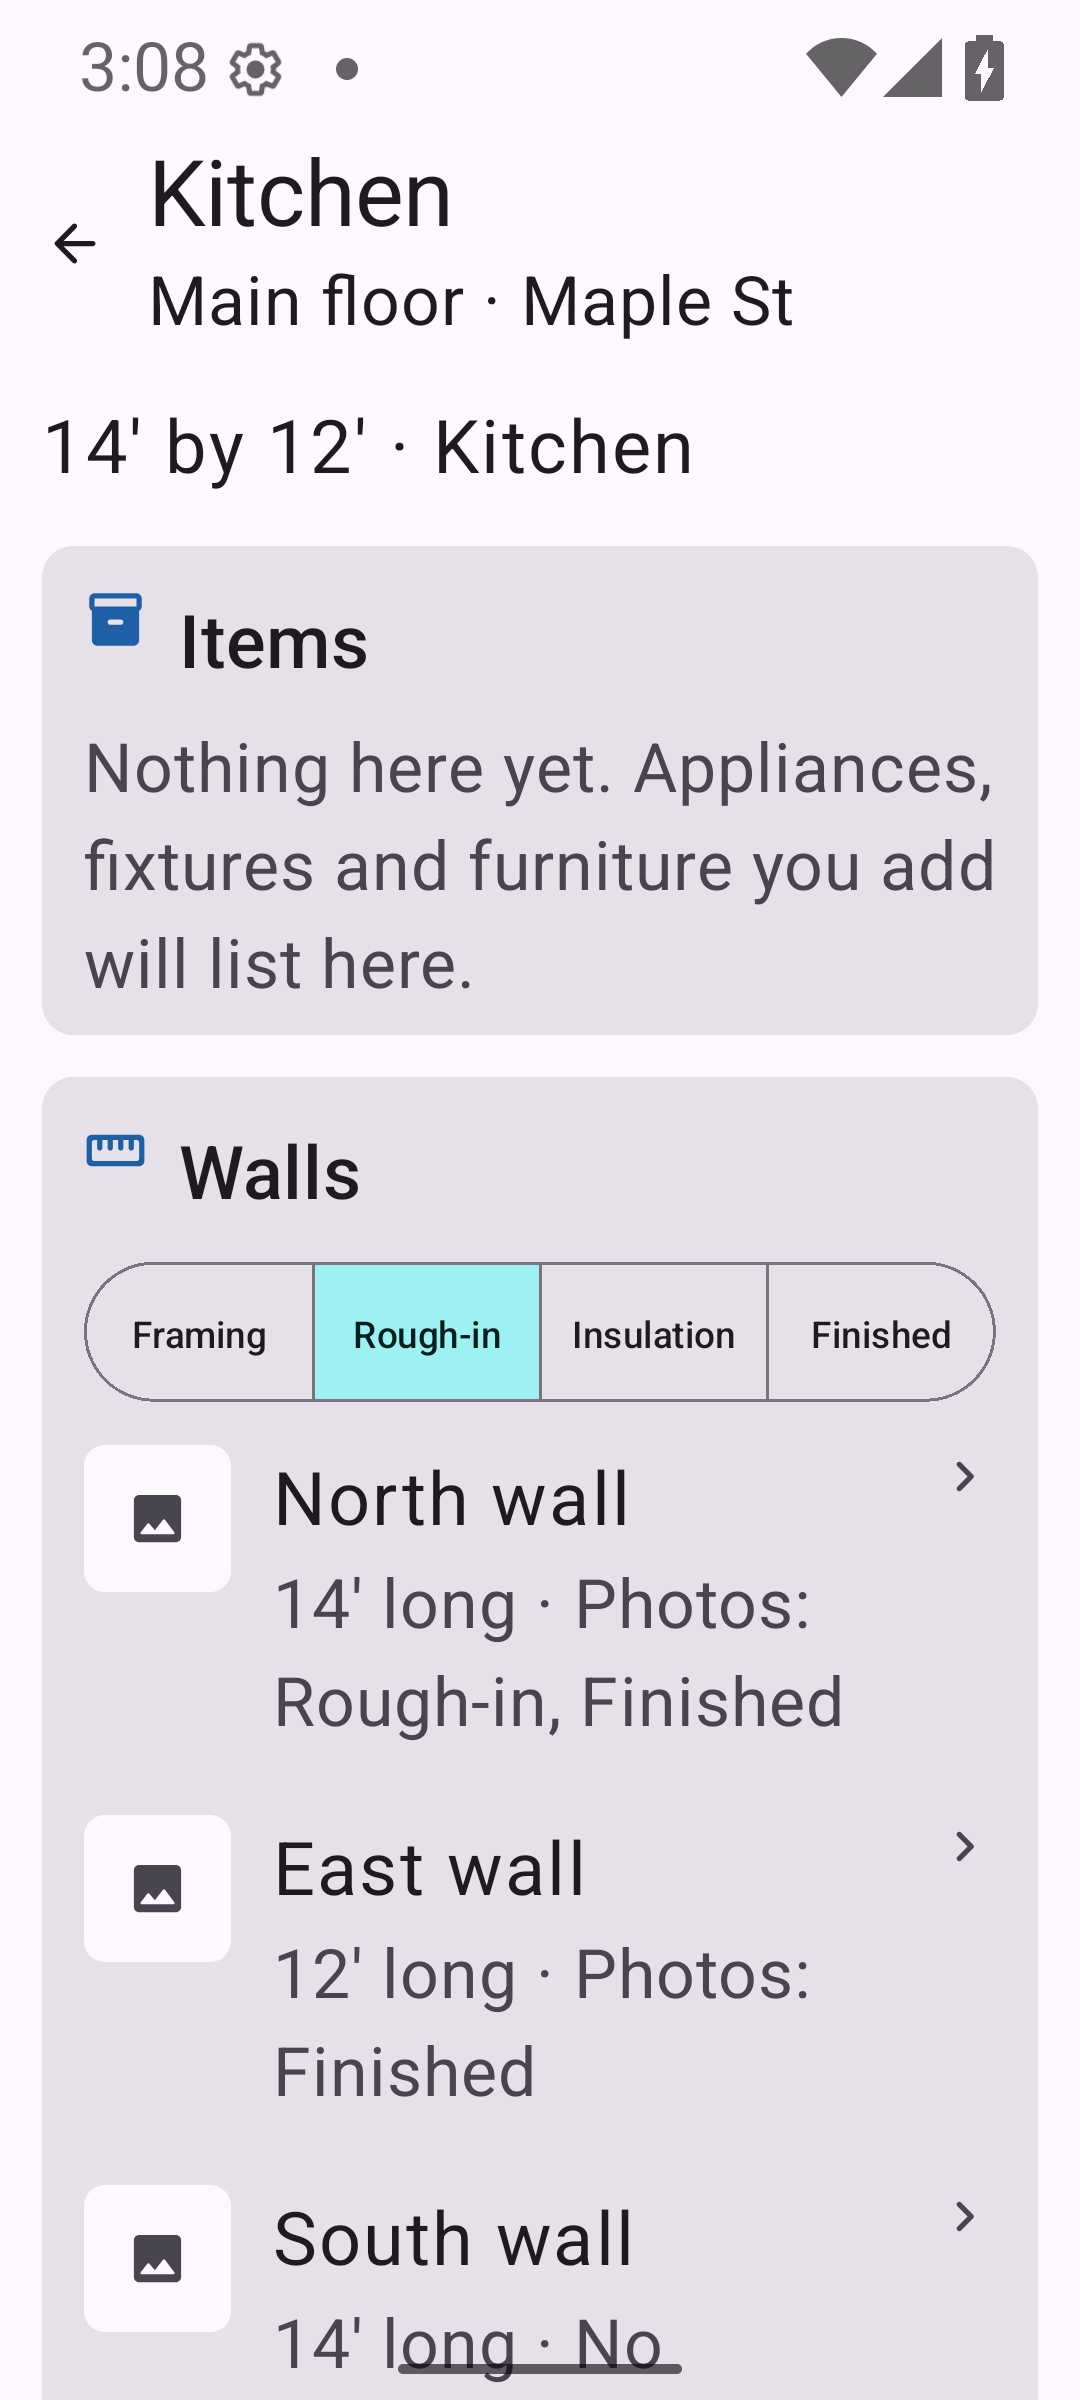 3:08
Kitchen
Main floor · Maple St
14' by 12' · Kitchen
Items
Nothing here yet. Appliances,
fixtures and furniture you add
will list here.
Walls
Framing
Rough-in
Insulation
Finished
North wall
14' long · Photos:
Rough-in, Finished
East wall
12' long · Photos:
Finished
South wall
14' long · No